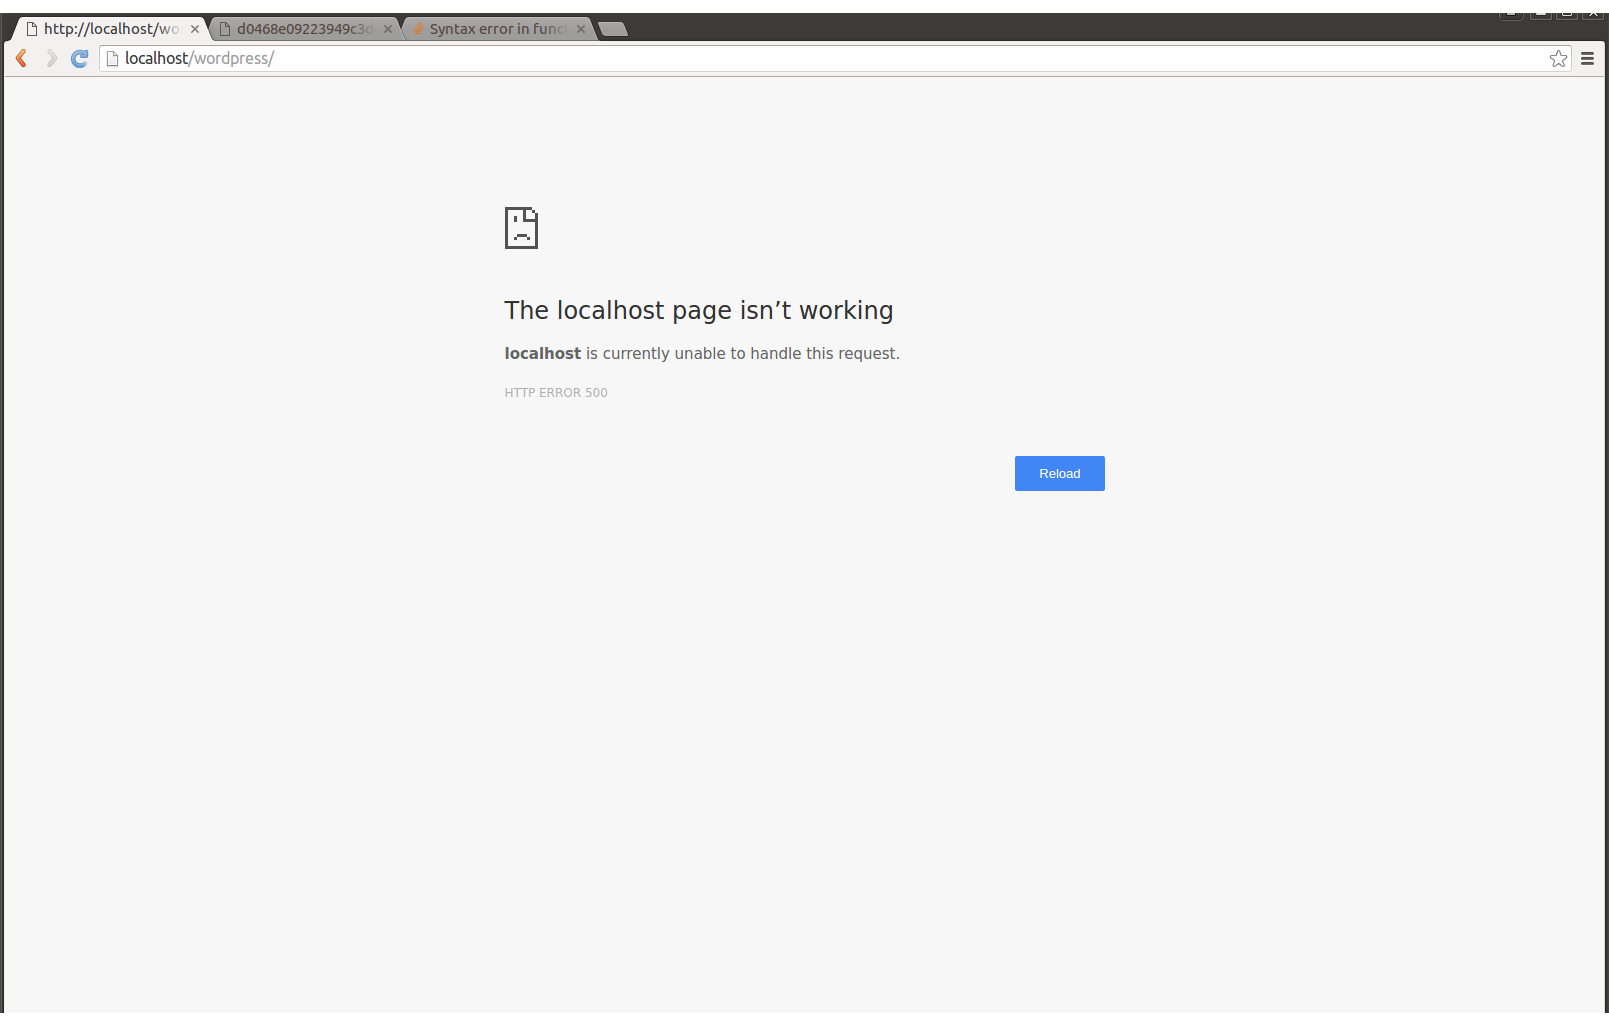 http://localhost/wo
d0468e09223949c3d
Syntax error in func
localhost/wordpress/
The localhost page isn’t working
localhost is currently unable to handle this request.
HTTP ERROR 500
Reload